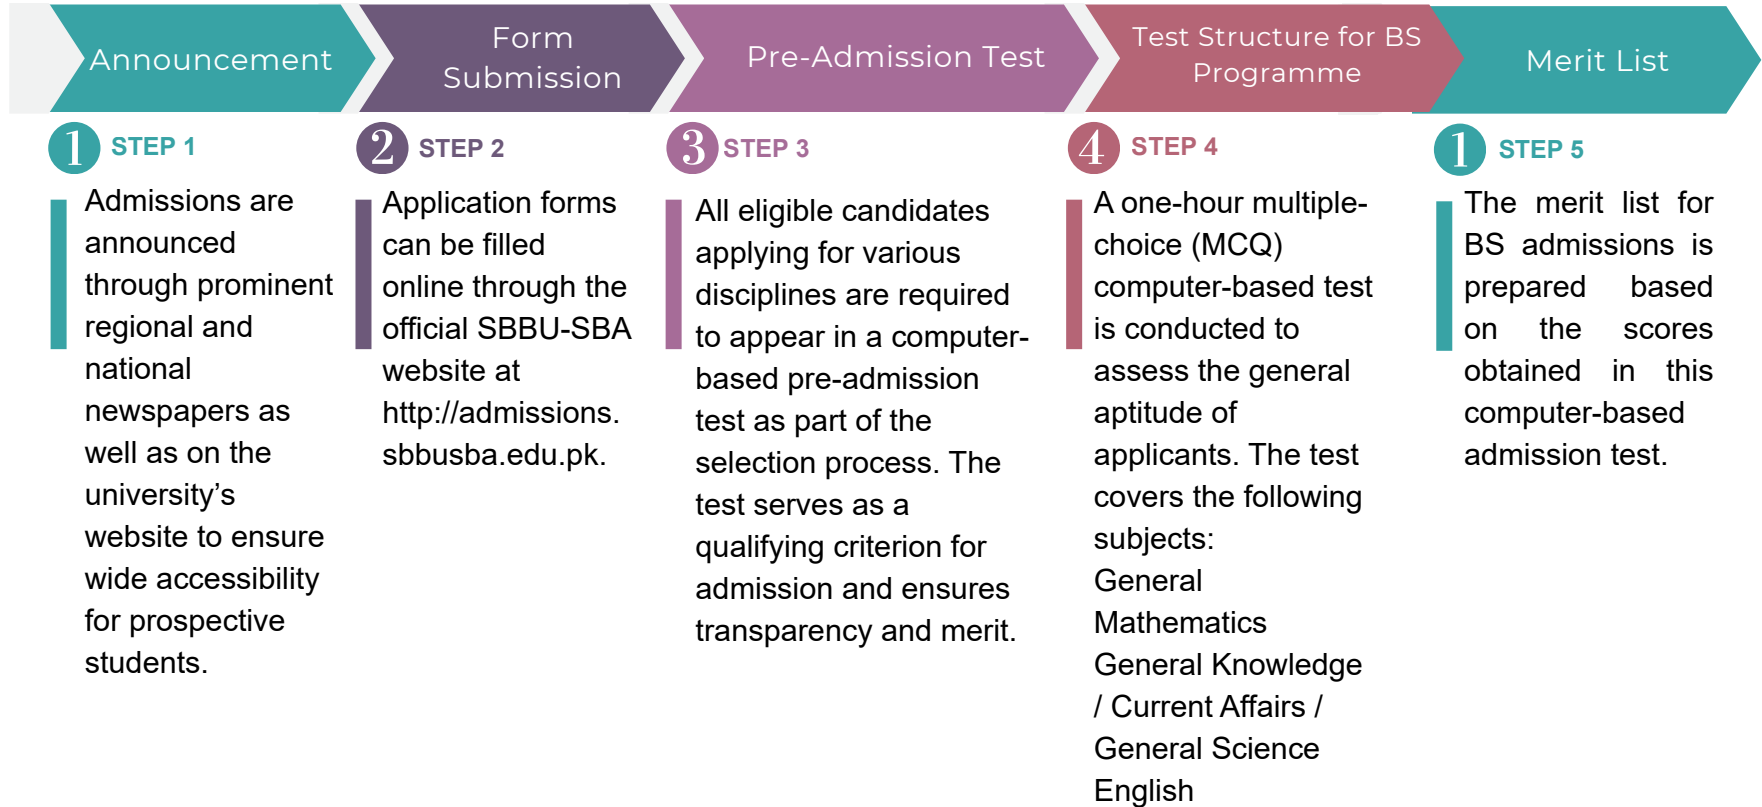 Announcement
Form
Submission
Pre-Admission Test
Test Structure for BS
Programme
Merit List
1 STEP 1
Admissions are
announced
through prominent
regional and
national
newspapers as
well as on the
university’s
website to ensure
wide accessibility
for prospective
students.
2 STEP 2
Application forms
can be filled
online through the
official SBBU-SBA
website at
http://admissions.
sbbusba.edu.pk.
3 STEP 3
All eligible candidates
applying for various
disciplines are required
to appear in a computer-
based pre-admission
test as part of the
selection process. The
test serves as a
qualifying criterion for
admission and ensures
transparency and merit.
4 STEP 4
A one-hour multiple-
choice (MCQ)
computer-based test
is conducted to
assess the general
aptitude of
applicants. The test
covers the following
subjects:
General
Mathematics
General Knowledge
/ Current Affairs /
General Science
English
1 STEP 5
The merit list for
BS admissions is
prepared based
on the scores
obtained in this
computer-based
admission test.